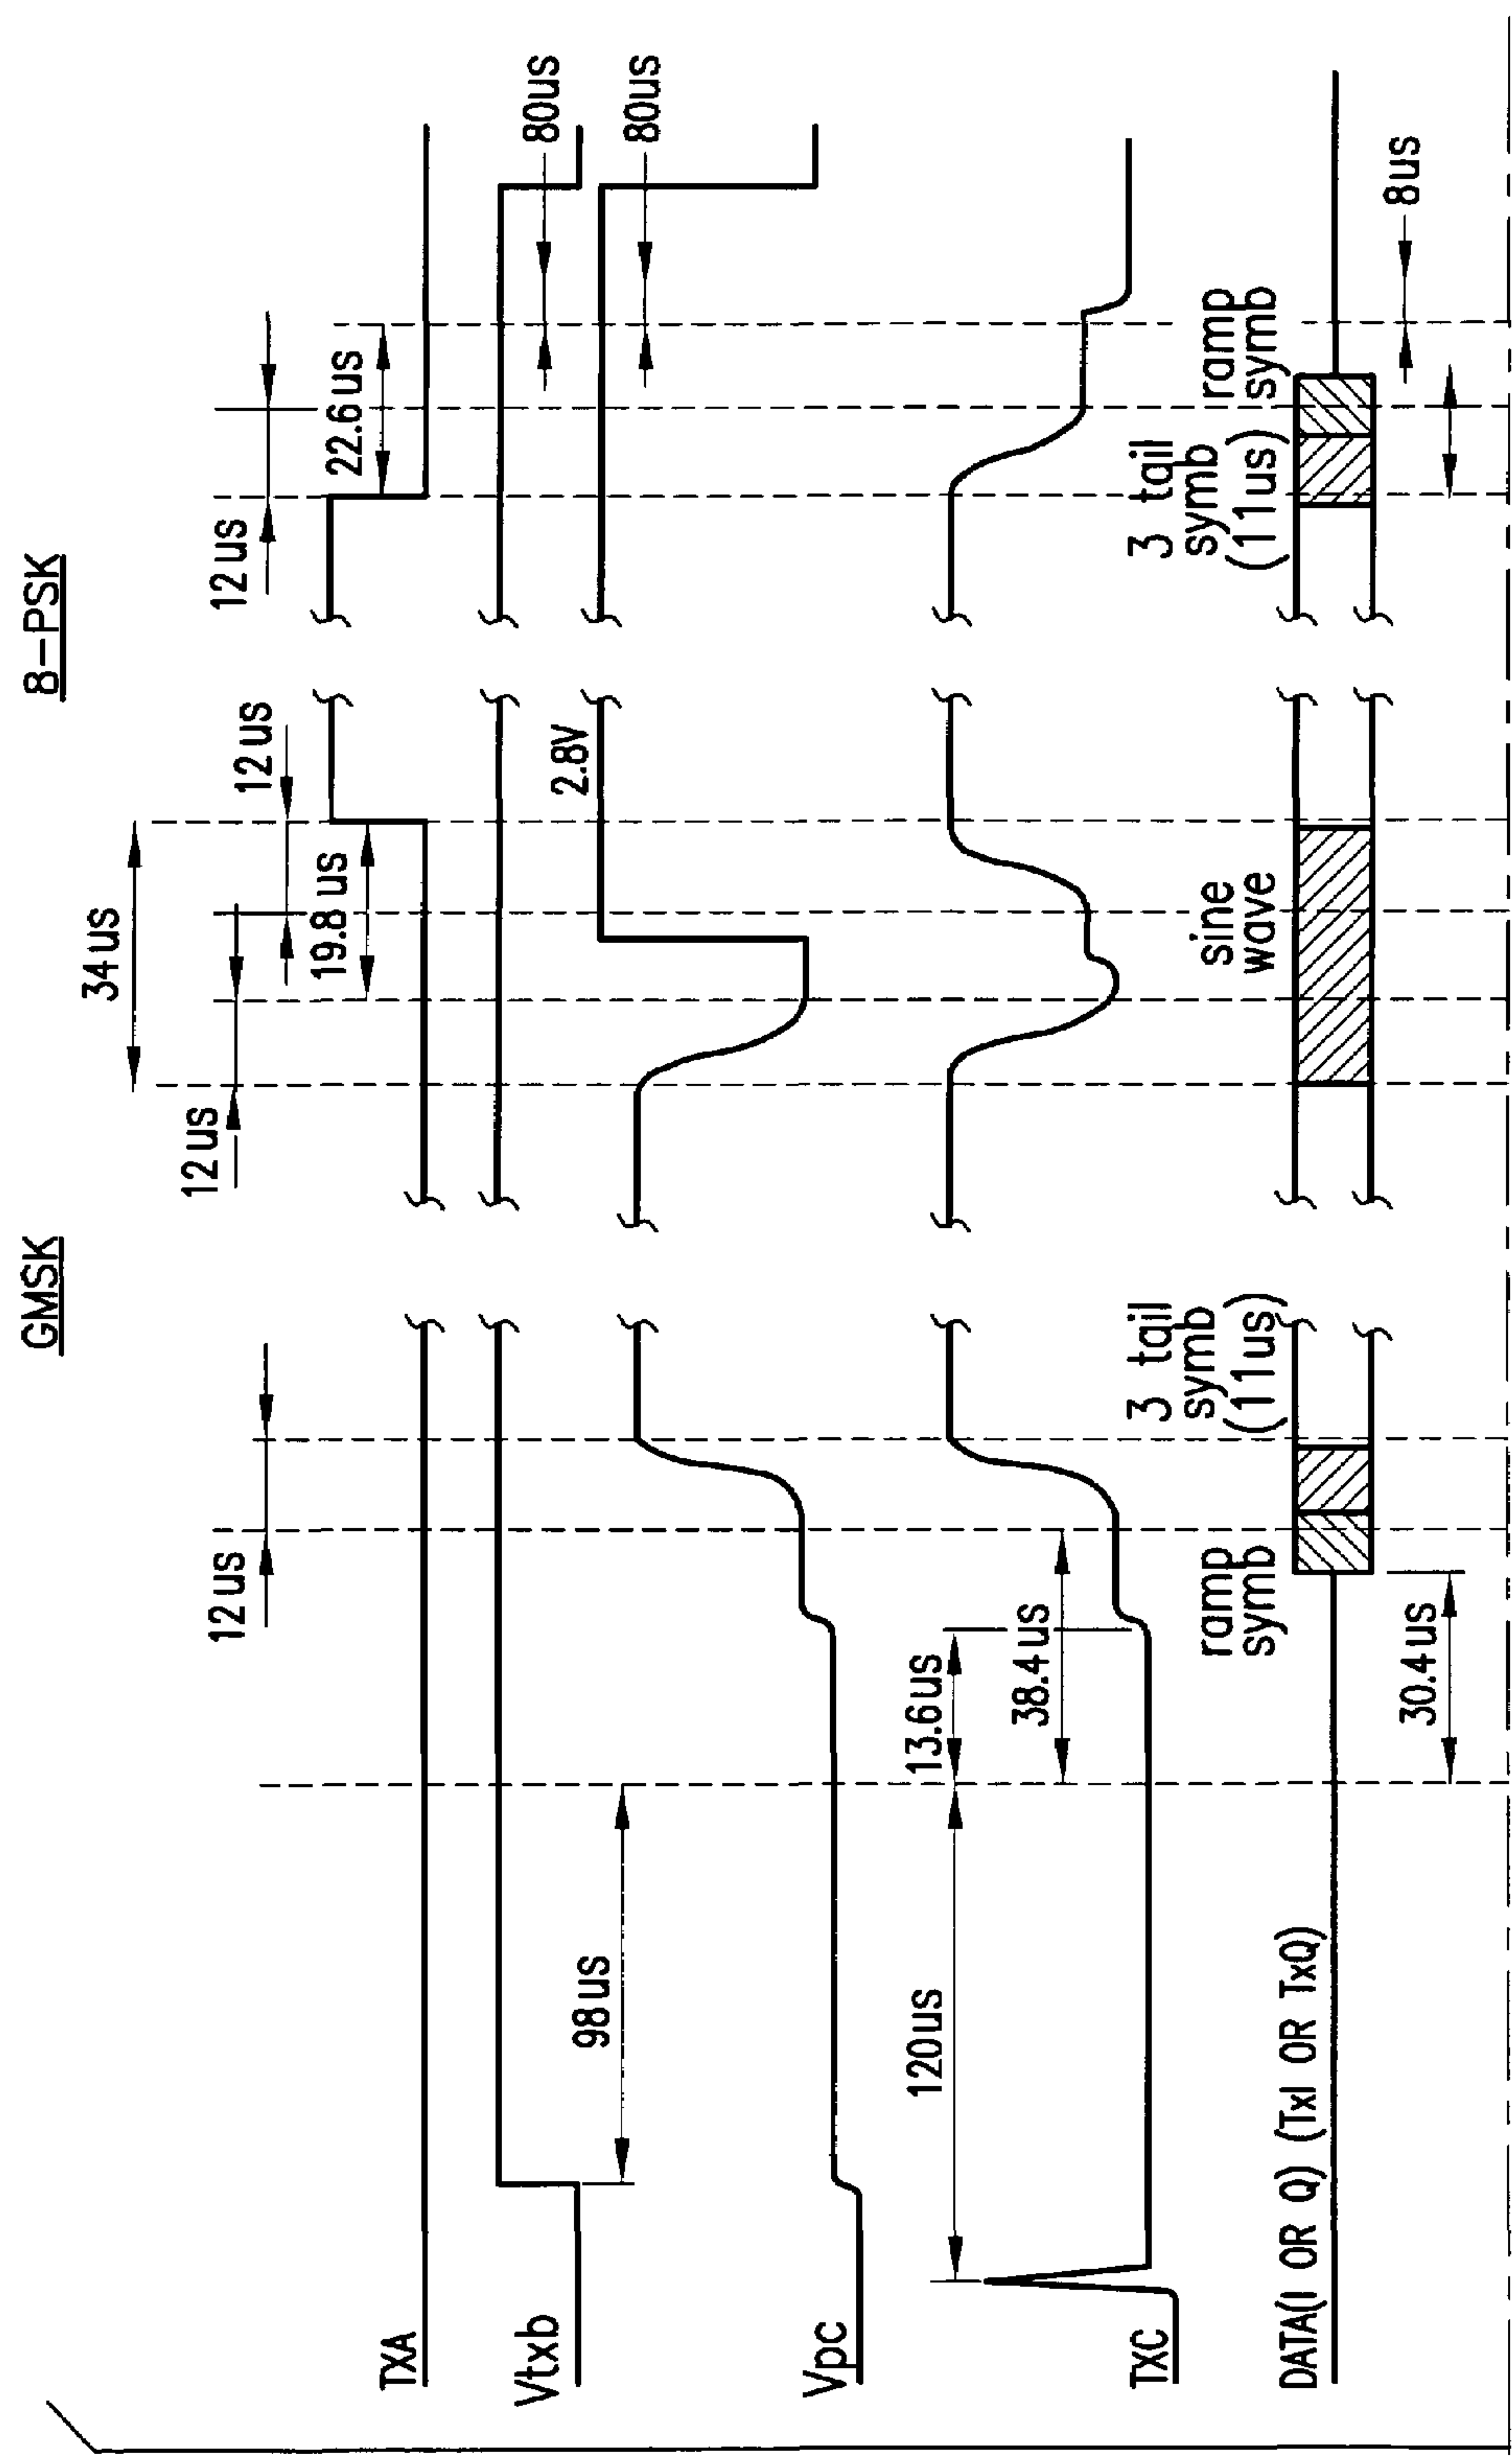 GMSK
8-PSK
34us
12us
12us
12us
12us
19.8 us
22.6us
TXA
Vtxb
80us
98us
2.8V
80us
Vpc
120us
13.6us
38.4us
TXC
ramp
symb
3 tail
symb
(11us)
sine
wave
3 tail
symb
(11us)
ramp
symb
DATA(I OR Q) (TxI OR TxQ)
30.4us
8us